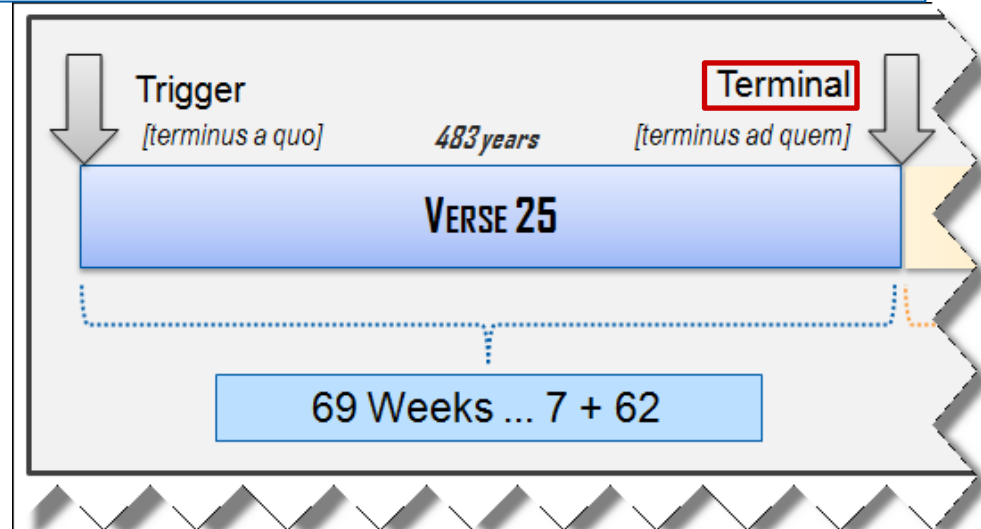 Trigger
Terminal
[terminus a quo]
483 years
[terminus ad quem]
VERSE 25
69 Weeks ... 7 + 62